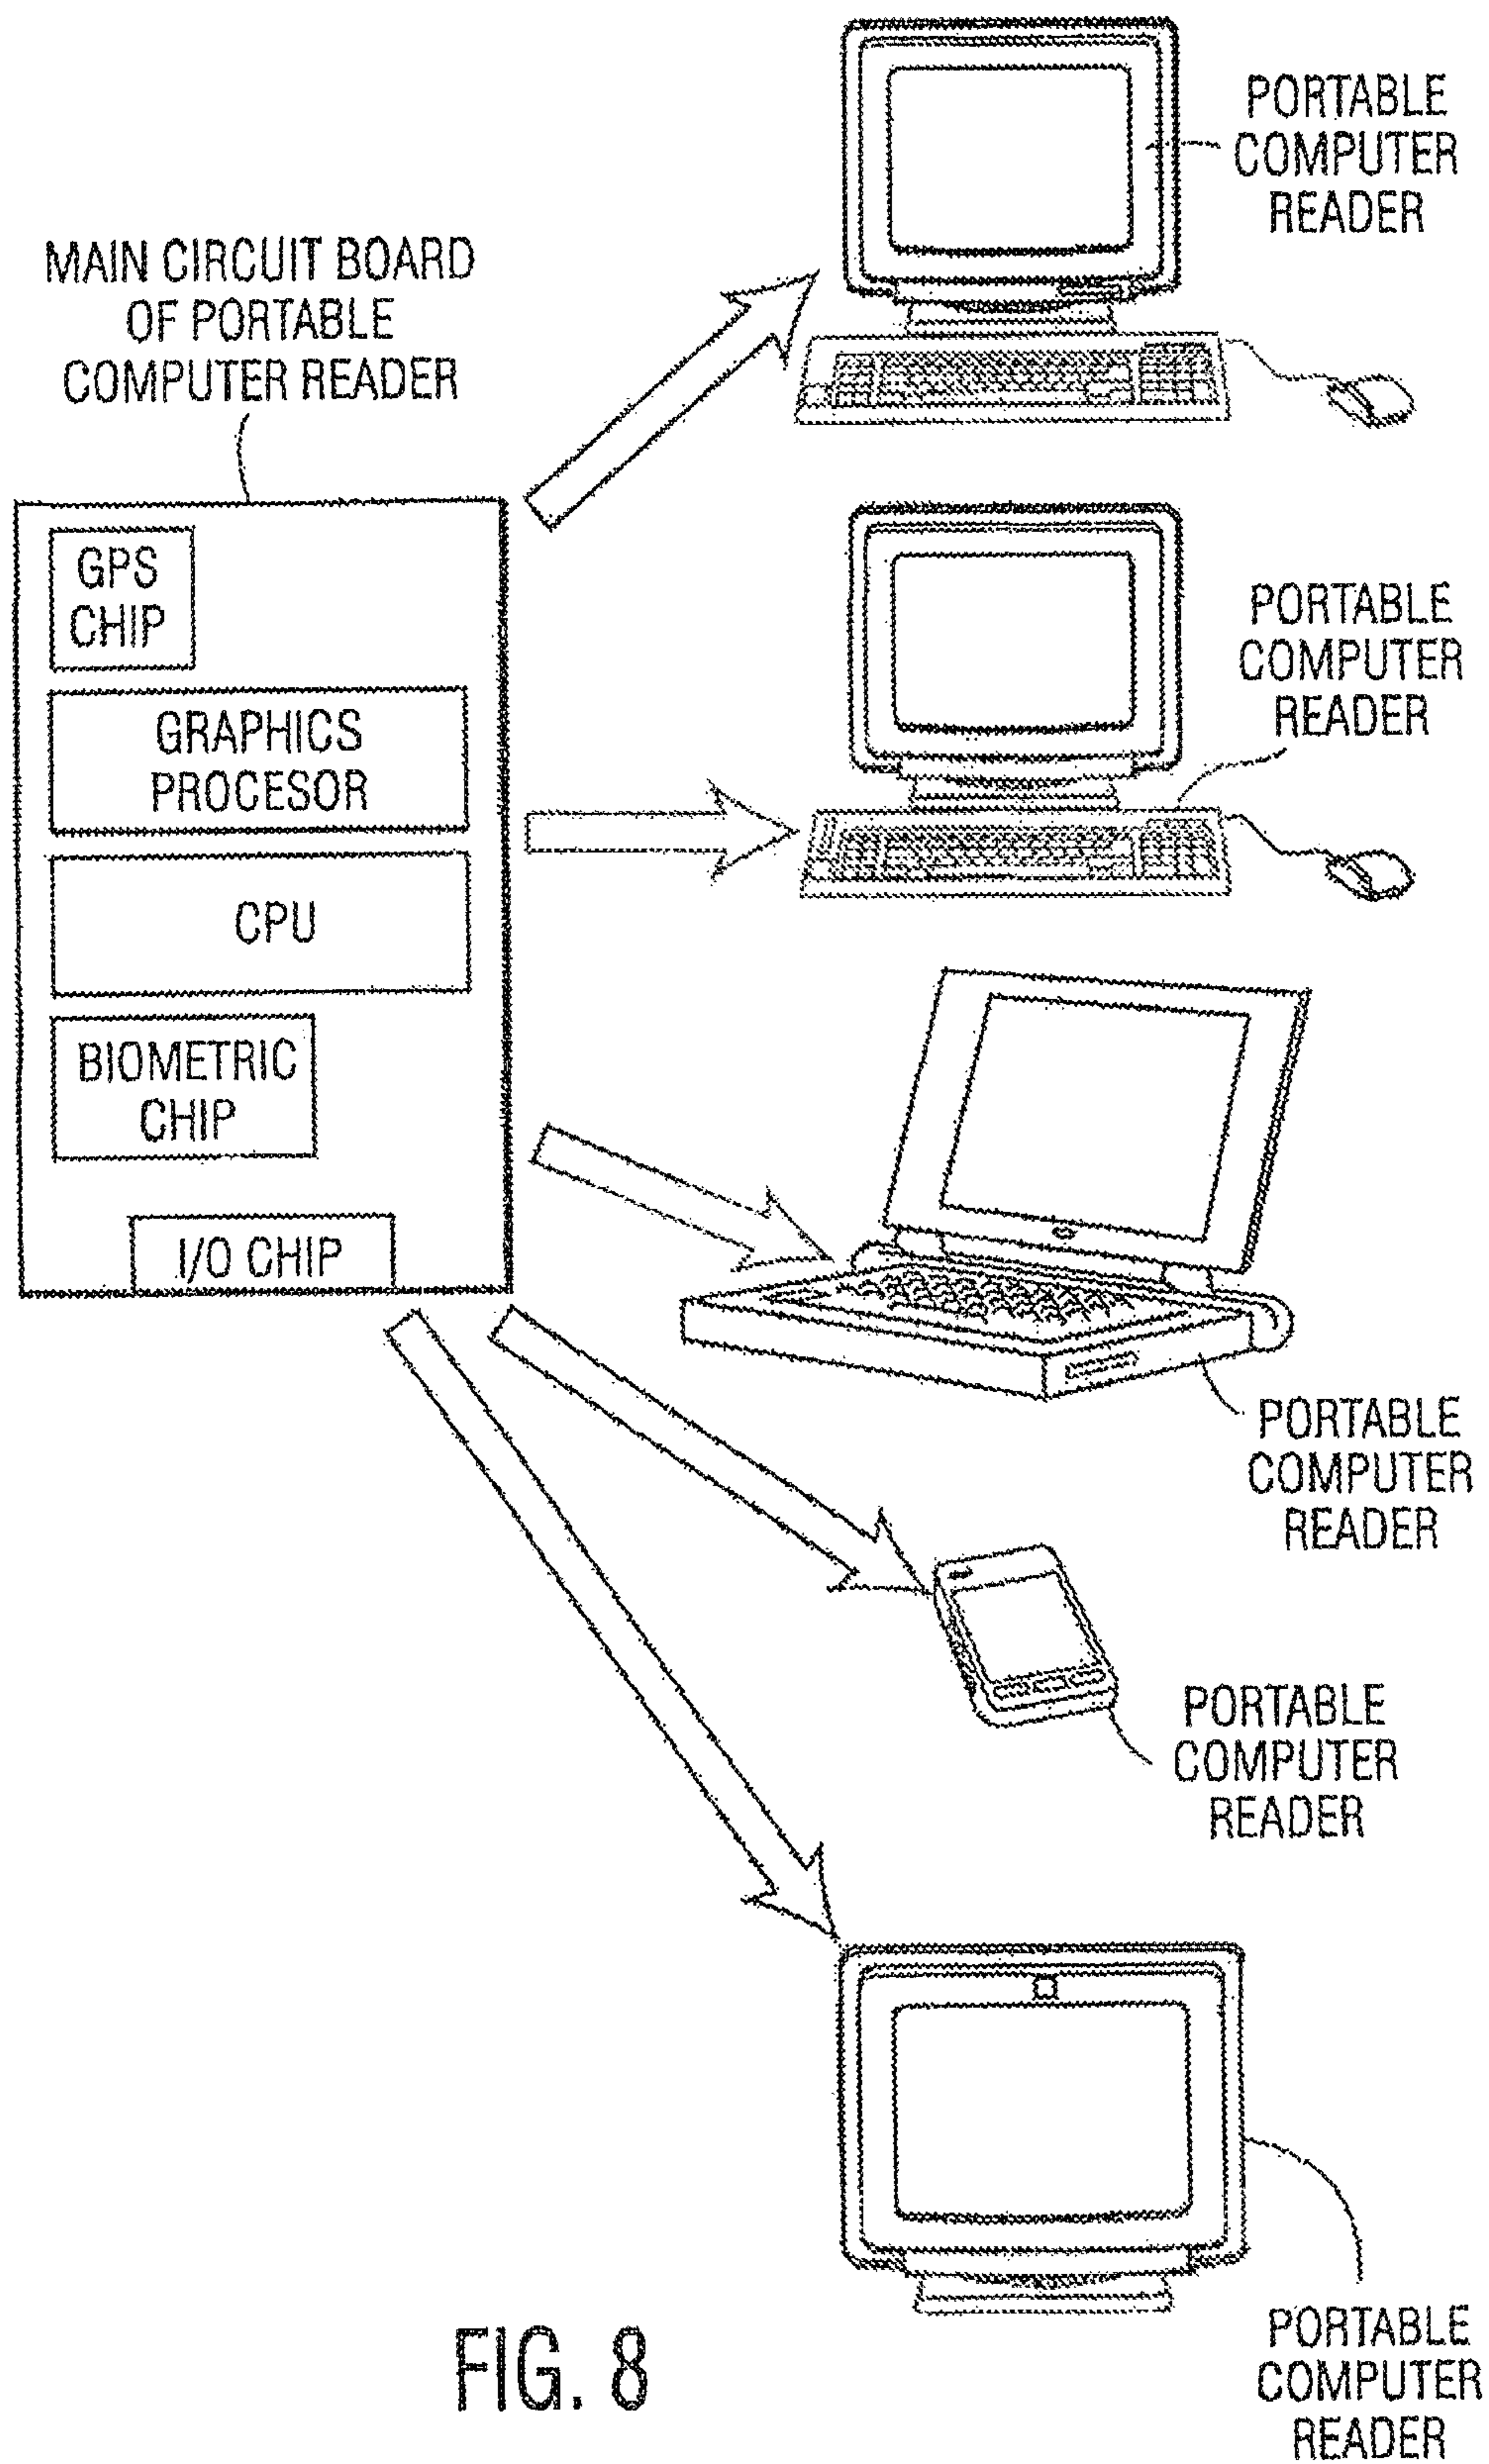 PORTABLE
COMPUTER
READER
MAIN CIRCUIT BOARD
OF PORTABLE
COMPUTER READER
GPS
CHIP
GRAPHICS
PROCESOR
CPU
BIOMETRIC
CHIP
I/O CHIP
PORTABLE
COMPUTER
READER
PORTABLE
COMPUTER
READER
PORTABLE
COMPUTER
READER
PORTABLE
COMPUTER
READER
FIG. 8